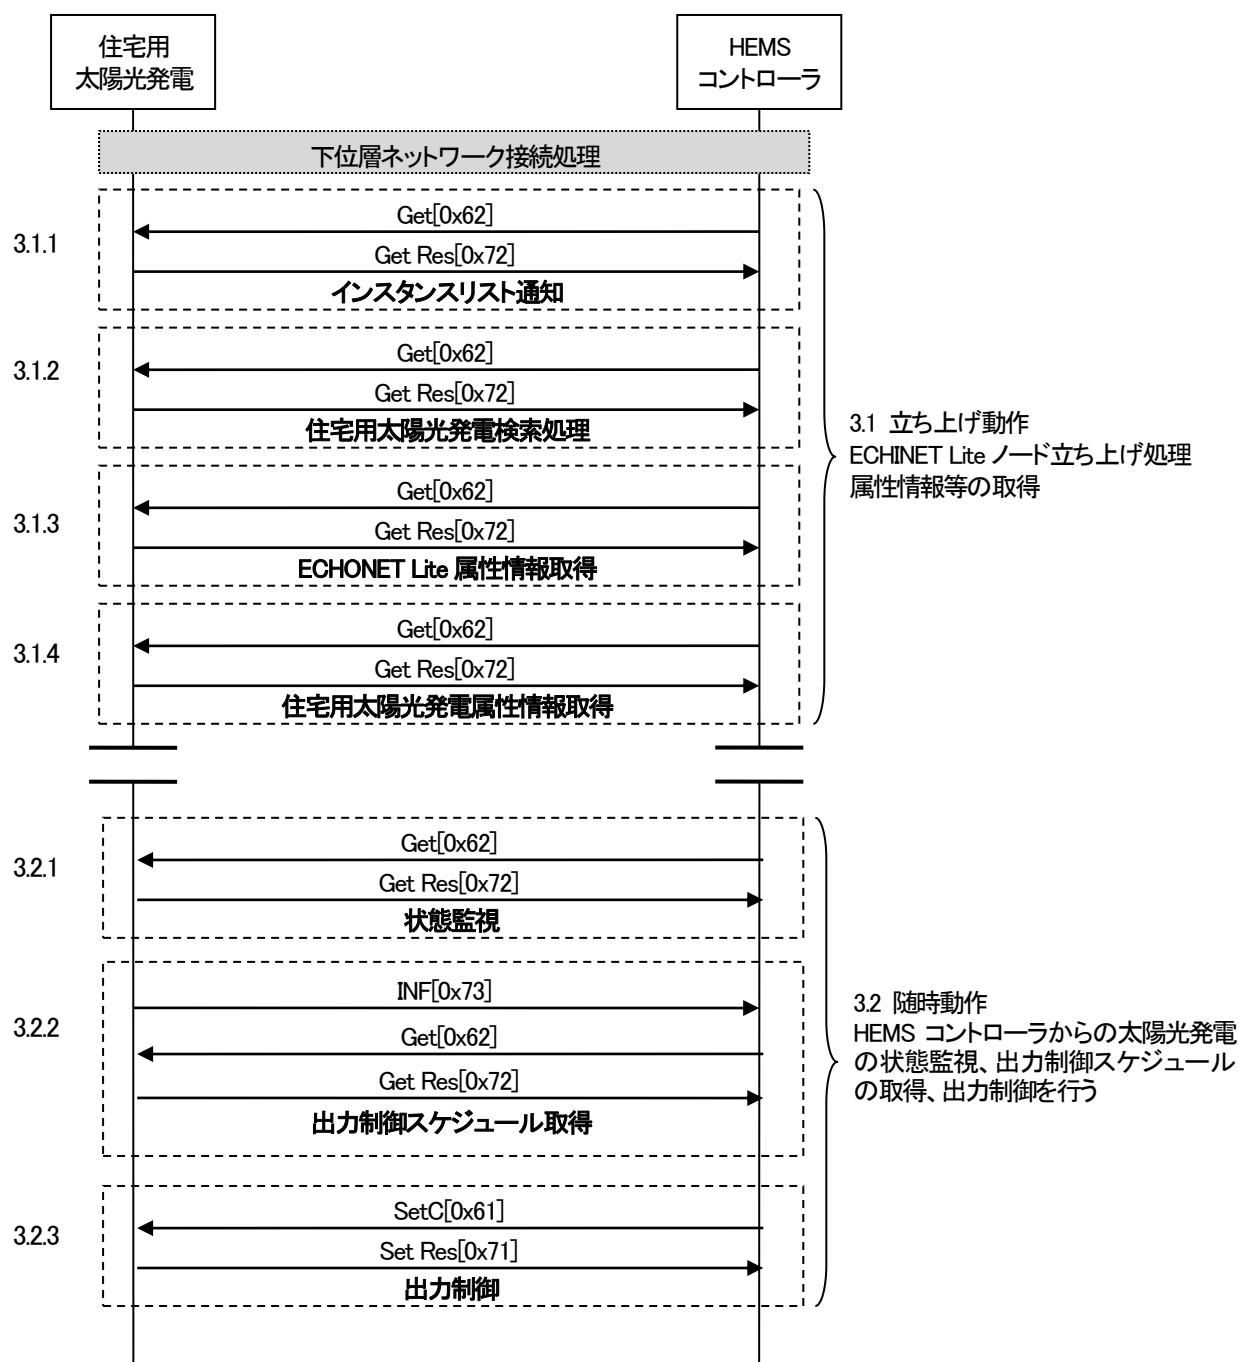 住宅用
太陽光発電
HEMS
コントローラ
下位層ネットワーク接続処理
3.1.1
Get[0x62]
Get Res[0x72]
インスタンスリスト通知
3.1.2
Get[0x62]
Get Res[0x72]
住宅用太陽光発電検索処理
3.1.3
Get[0x62]
Get Res[0x72]
ECHONET Lite 属性情報取得
3.1.4
Get[0x62]
Get Res[0x72]
住宅用太陽光発電属性情報取得
3.1 立ち上げ動作
ECHINET Lite ノード立ち上げ処理
属性情報等の取得
3.2.1
Get[0x62]
Get Res[0x72]
状態監視
3.2.2
INF[0x73]
Get[0x62]
Get Res[0x72]
出力制御スケジュール取得
3.2.3
SetC[0x61]
Set Res[0x71]
出力制御
3.2 随時動作
HEMS コントローラからの太陽光発電
の状態監視、出力制御スケジュール
の取得、出力制御を行う